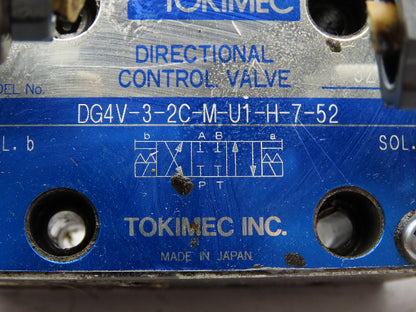 TOKIMEC
DIRECTIONAL
CONTROL VALVE
DEL No.
DG4V-3-2C-M-U1-H-7-52
L. b
b A B a
SOL.
P T
TOKIMEC INC.
MADE IN JAPAN